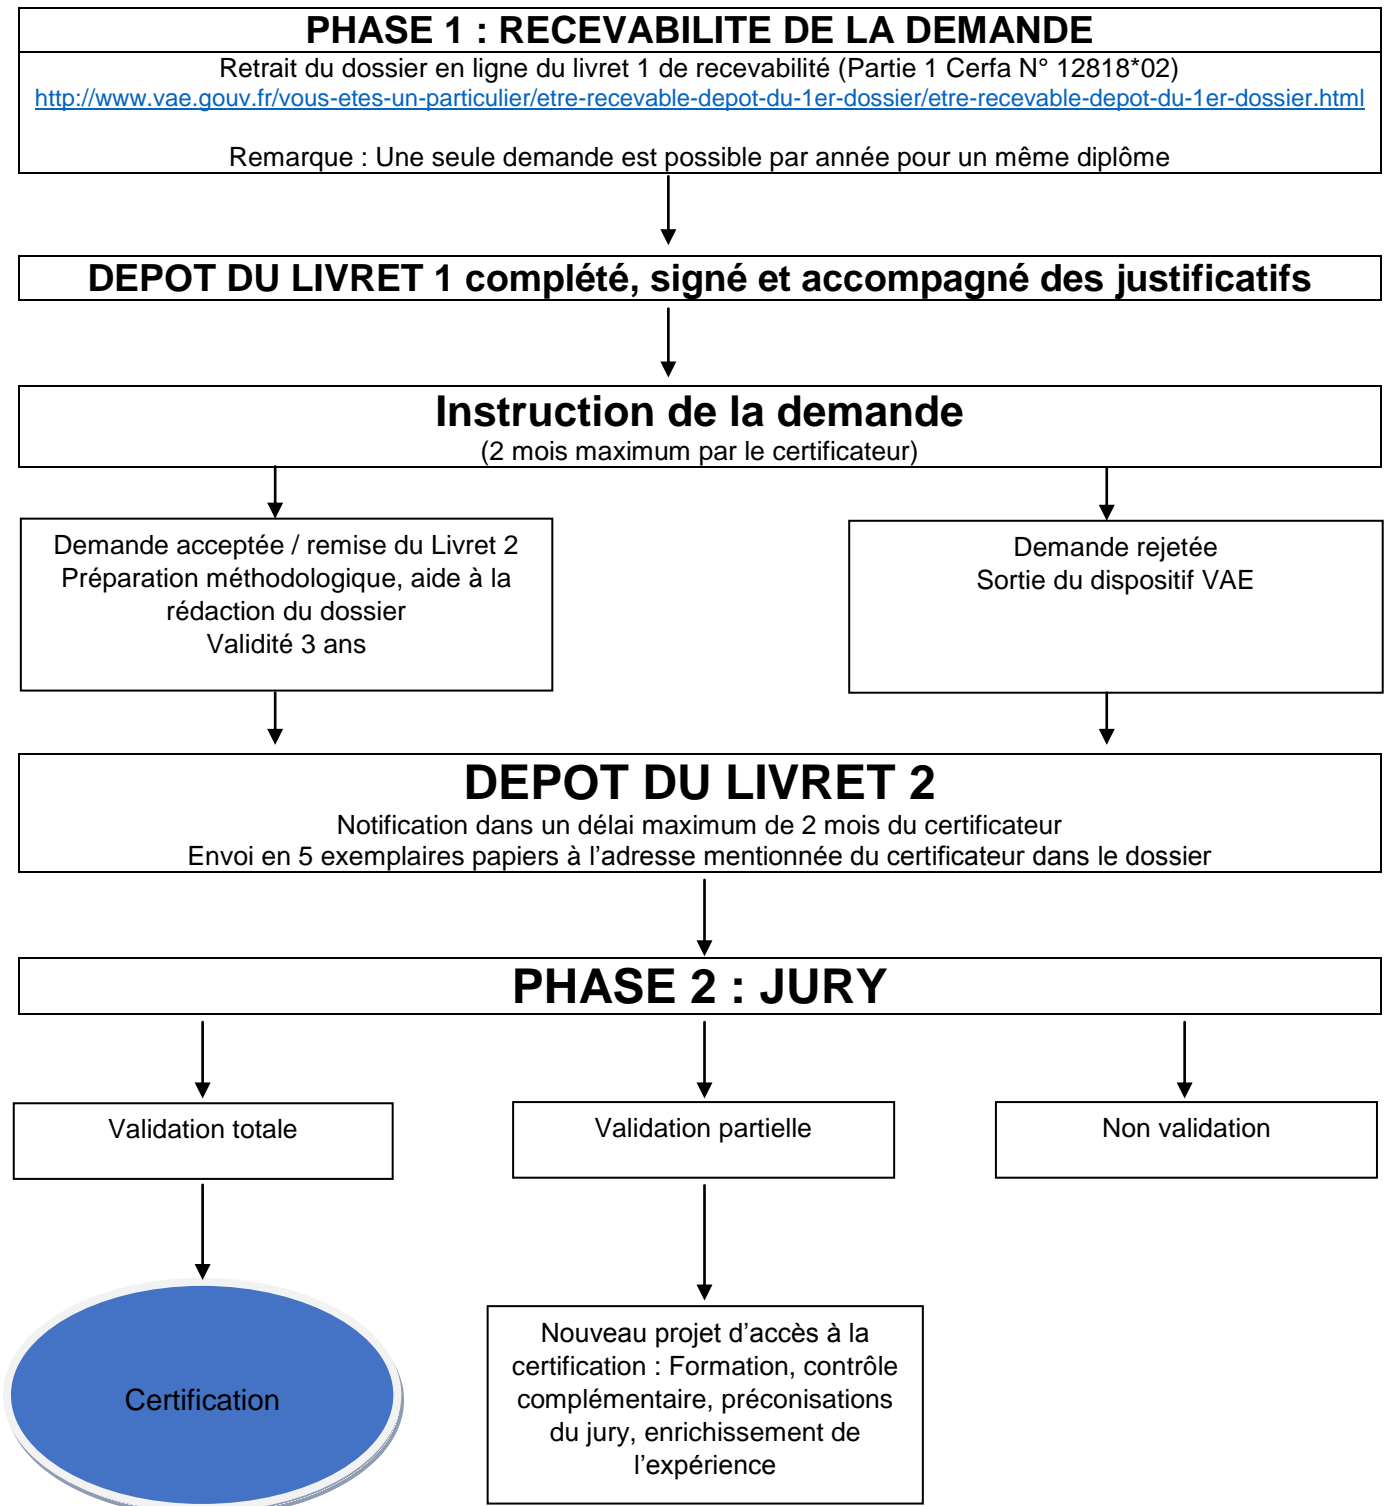 PHASE 1 : RECEVABILITE DE LA DEMANDE
Retrait du dossier en ligne du livret 1 de recevabilité (Partie 1 Cerfa N° 12818*02)
http://www.vae.gouv.fr/vous-etes-un-particulier/etre-recevable-depot-du-1er-dossier/etre-recevable-depot-du-1er-dossier.html
Remarque : Une seule demande est possible par année pour un même diplôme
DEPOT DU LIVRET 1 complété, signé et accompagné des justificatifs
Instruction de la demande
(2 mois maximum par le certificateur)
Demande acceptée / remise du Livret 2
Préparation méthodologique, aide à la
rédaction du dossier
Validité 3 ans
Demande rejetée
Sortie du dispositif VAE
DEPOT DU LIVRET 2
Notification dans un délai maximum de 2 mois du certificateur
Envoi en 5 exemplaires papiers à l’adresse mentionnée du certificateur dans le dossier
PHASE 2 : JURY
Validation totale
Validation partielle
Non validation
Certification
Nouveau projet d’accès à la
certification : Formation, contrôle
complémentaire, préconisations
du jury, enrichissement de
l’expérience